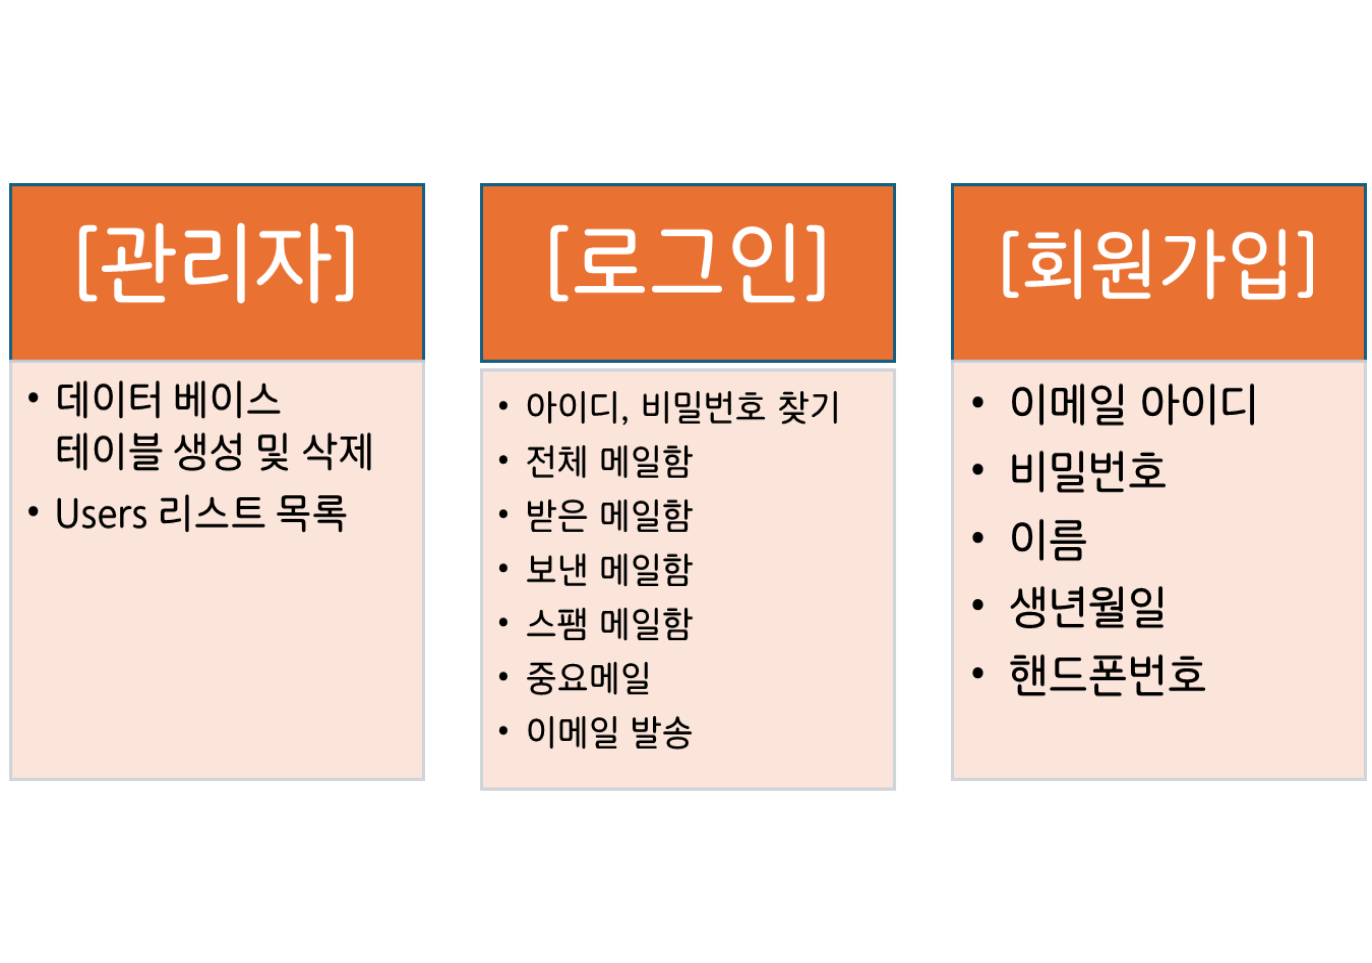 [관리자]
• 데이터 베이스
테이블 생성 및 삭제
• Users 리스트 목록
[로그인]
• 아이디, 비밀번호 찾기
• 전체 메일함
• 받은 메일함
• 보낸 메일함
• 스팸 메일함
• 중요메일
• 이메일 발송
[회원가입]
• 이메일 아이디
• 비밀번호
• 이름
• 생년월일
• 핸드폰번호